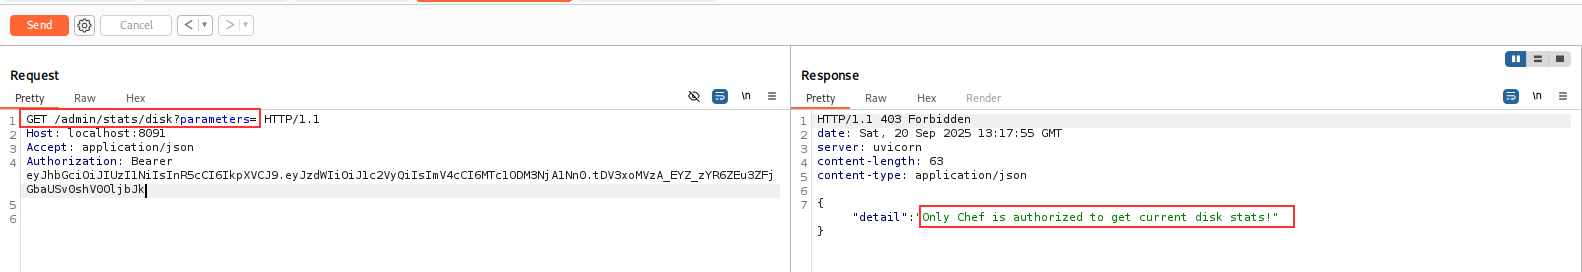 Send Cancel < >
Request
Pretty Raw Hex \n
1 GET /admin/stats/disk?parameters= HTTP/1.1
2 Host: localhost:8091
3 Accept: application/json
4 Authorization: Bearer
eyJhbGciOiJIUzI1NiIsInR5cCI6IkpXVCJ9.eyJzdWIiOiJ1c2VyQiIsImV4cCI6MTc1ODM3NjA1Nn0.tDV3xoMVzA_EYZ_zYR6ZEu3ZFj
GbaUSv0shV0OljbJk
5
6
Response
Pretty Raw Hex Render \n
1 HTTP/1.1 403 Forbidden
2 date: Sat, 20 Sep 2025 13:17:55 GMT
3 server: uvicorn
4 content-length: 63
5 content-type: application/json
6
7 {
"detail":"Only Chef is authorized to get current disk stats!"
}